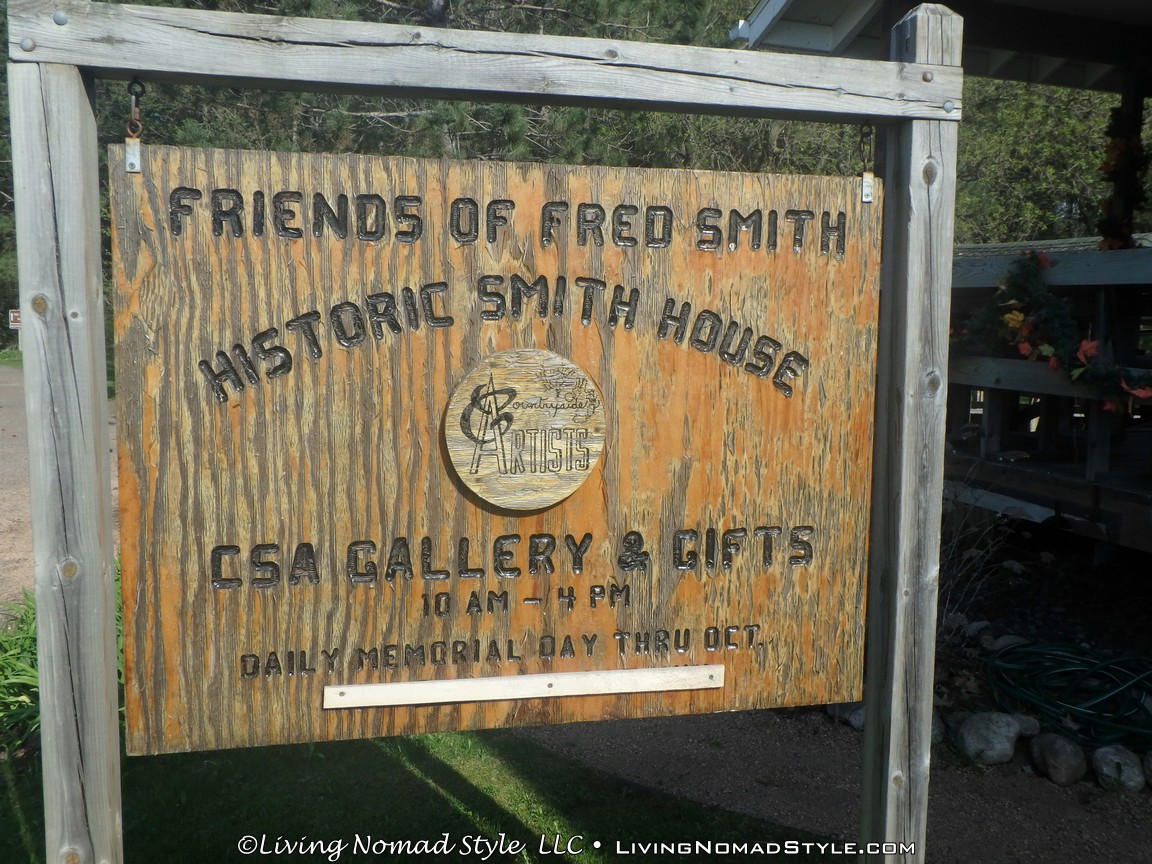 FRIENDS OF FRED SMITH
HISTORIC SMITH HOUSE
Countryside
ARTISTS
CSA GALLERY & GIFTS
10 AM - 4 PM
DAILY MEMORIAL DAY THRU OCT.
©Living Nomad Style LLC • LivingNomadStyle.com